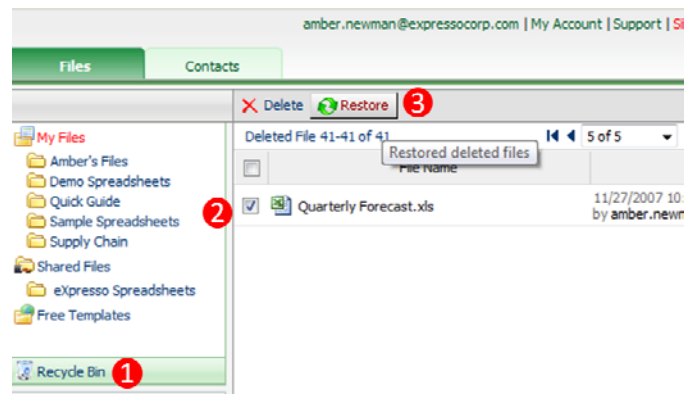 amber.newman@expressocorp.com | My Account | Support |
Files
Contacts
Delete
Restore
3
My Files
Amber's Files
Demo Spreadsheets
Quick Guide
Sample Spreadsheets
Supply Chain
Shared Files
eXpresso Spreadsheets
Free Templates
Recycle Bin
1
Deleted File 41-41 of 41
5 of 5
Restored deleted files
File Name
2
Quarterly Forecast.xls
11/27/2007 10:
by amber.newn